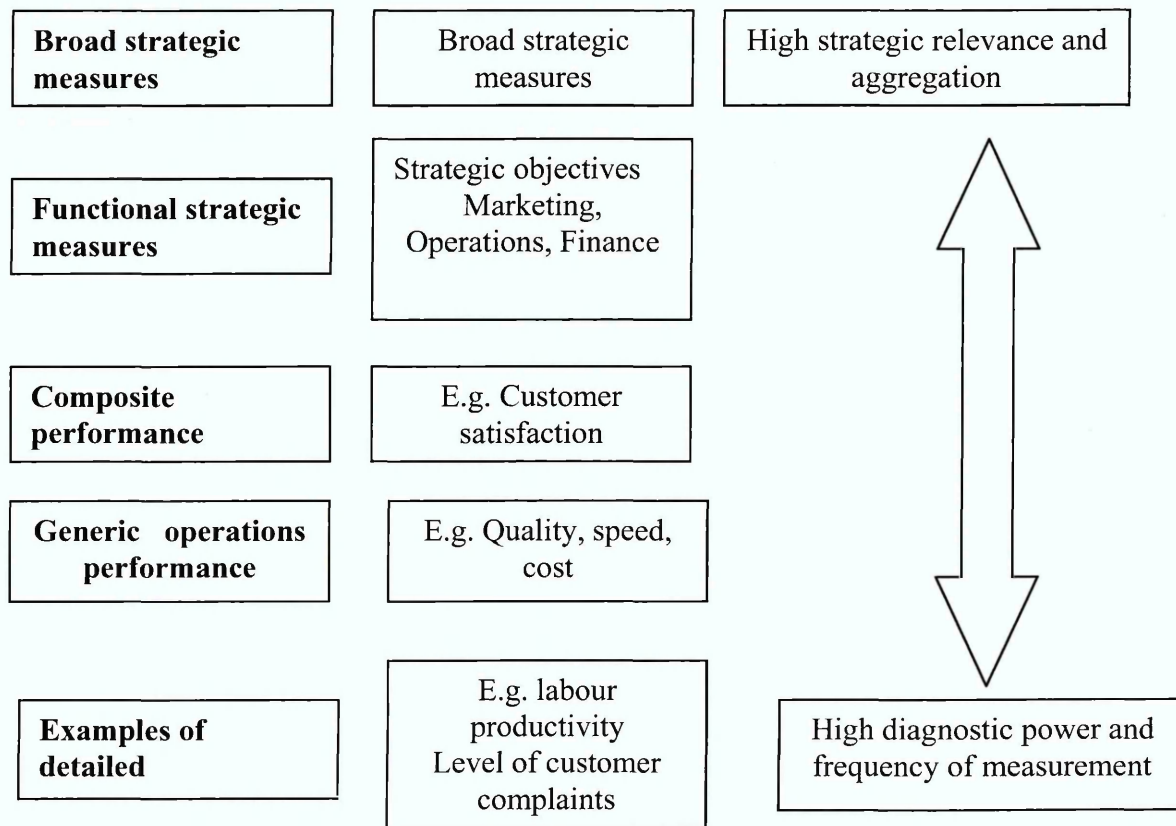 Broad strategic
measures
Broad strategic
measures
High strategic relevance and
aggregation
Functional strategic
measures
Strategic objectives
Marketing,
Operations, Finance
Composite
performance
E.g. Customer
satisfaction
Generic operations
performance
E.g. Quality, speed,
cost
Examples of
detailed
E.g. labour
productivity
Level of customer
complaints
High diagnostic power and
frequency of measurement